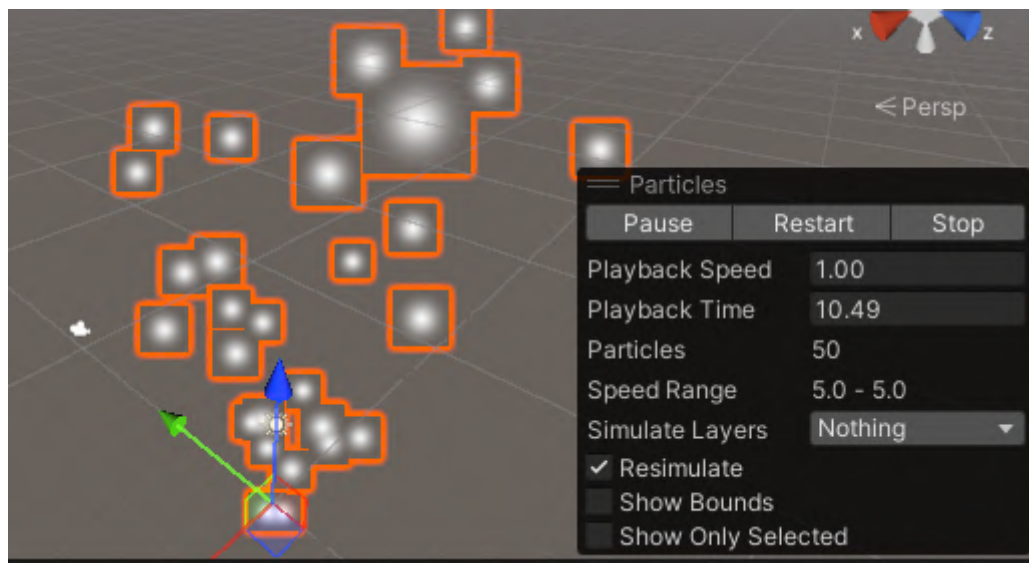 x
z
< Persp
Particles
Pause Restart Stop
Playback Speed 1.00
Playback Time 10.49
Particles 50
Speed Range 5.0 - 5.0
Simulate Layers Nothing
Resimulate
Show Bounds
Show Only Selected